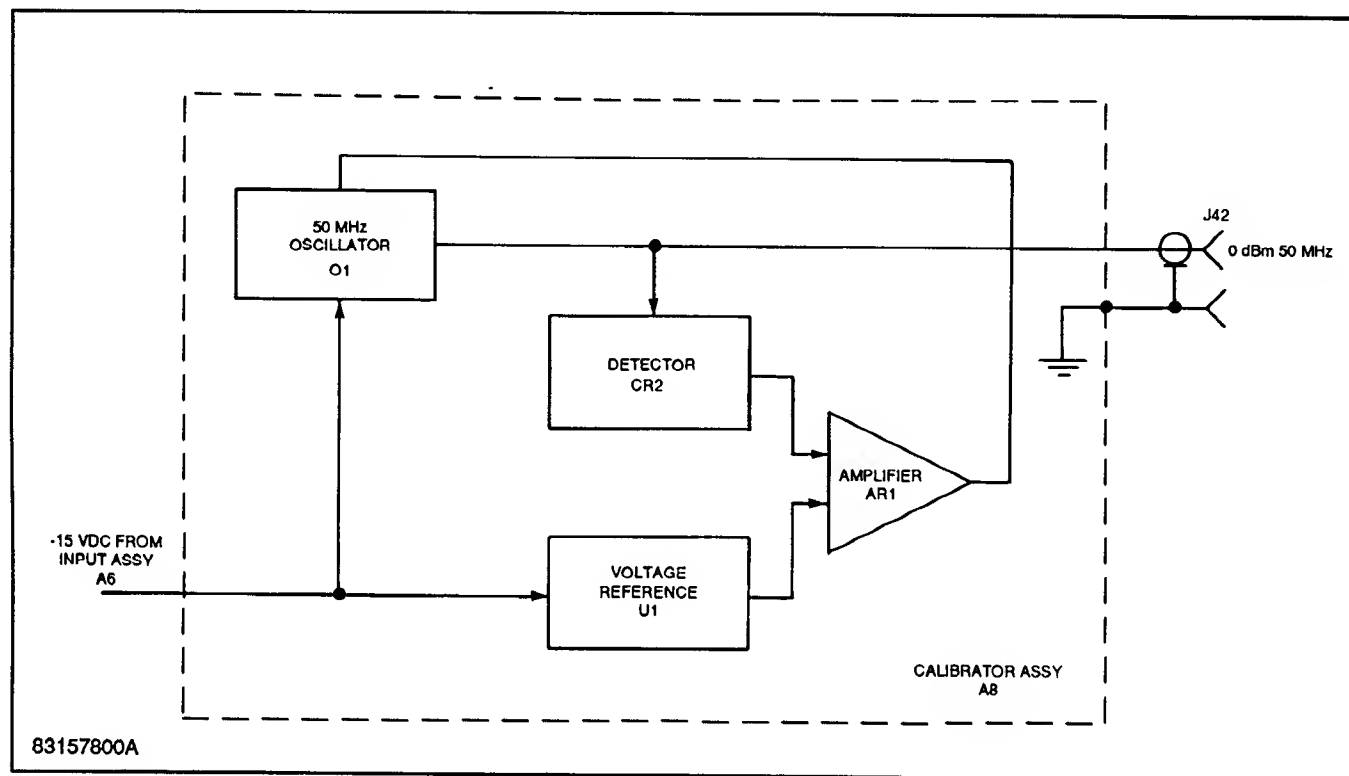 50 MHz
OSCILLATOR
O1
J42
0 dBm 50 MHz
DETECTOR
CR2
AMPLIFIER
AR1
-15 VDC FROM
INPUT ASSY
A6
VOLTAGE
REFERENCE
U1
CALIBRATOR ASSY
A8
83157800A